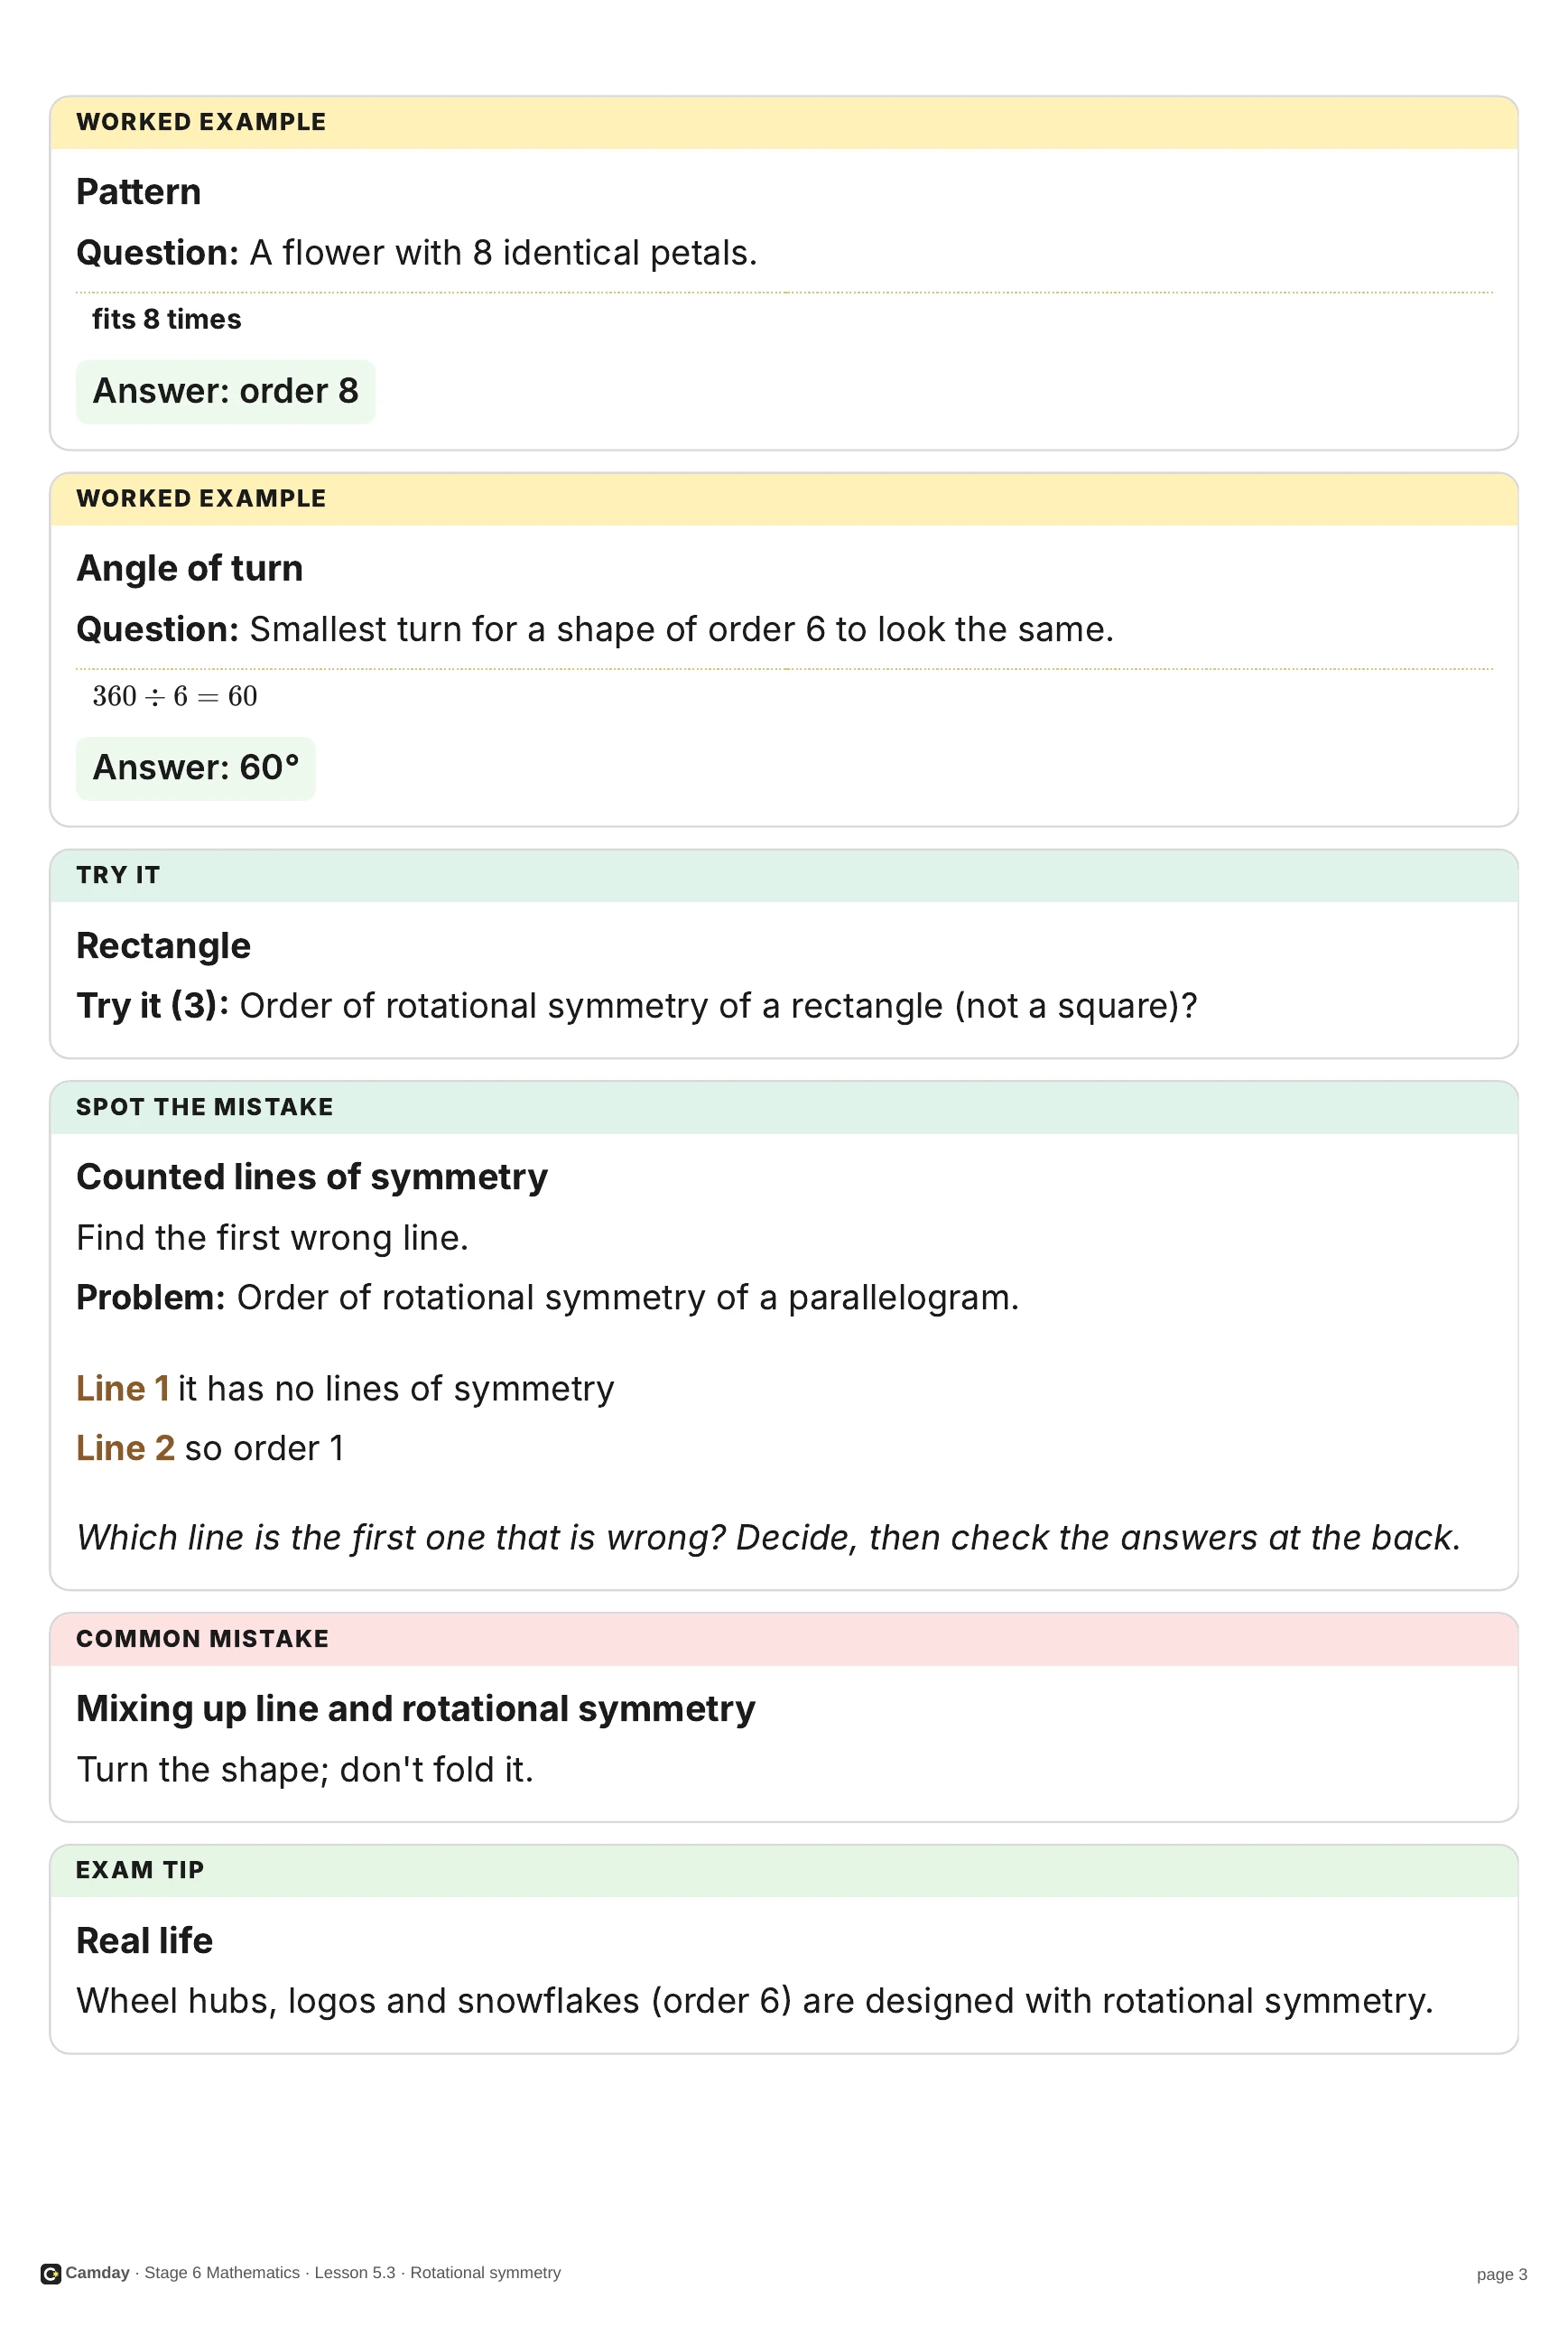 WORKED EXAMPLE
Pattern
Question: A flower with 8 identical petals.
fits 8 times
Answer: order 8
WORKED EXAMPLE
Angle of turn
Question: Smallest turn for a shape of order 6 to look the same.
360 ÷ 6 = 60
Answer: 60°
TRY IT
Rectangle
Try it (3): Order of rotational symmetry of a rectangle (not a square)?
SPOT THE MISTAKE
Counted lines of symmetry
Find the first wrong line.
Problem: Order of rotational symmetry of a parallelogram.
Line 1 it has no lines of symmetry
Line 2 so order 1
Which line is the first one that is wrong? Decide, then check the answers at the back.
COMMON MISTAKE
Mixing up line and rotational symmetry
Turn the shape; don't fold it.
EXAM TIP
Real life
Wheel hubs, logos and snowflakes (order 6) are designed with rotational symmetry.
Camday · Stage 6 Mathematics · Lesson 5.3 · Rotational symmetry
page 3